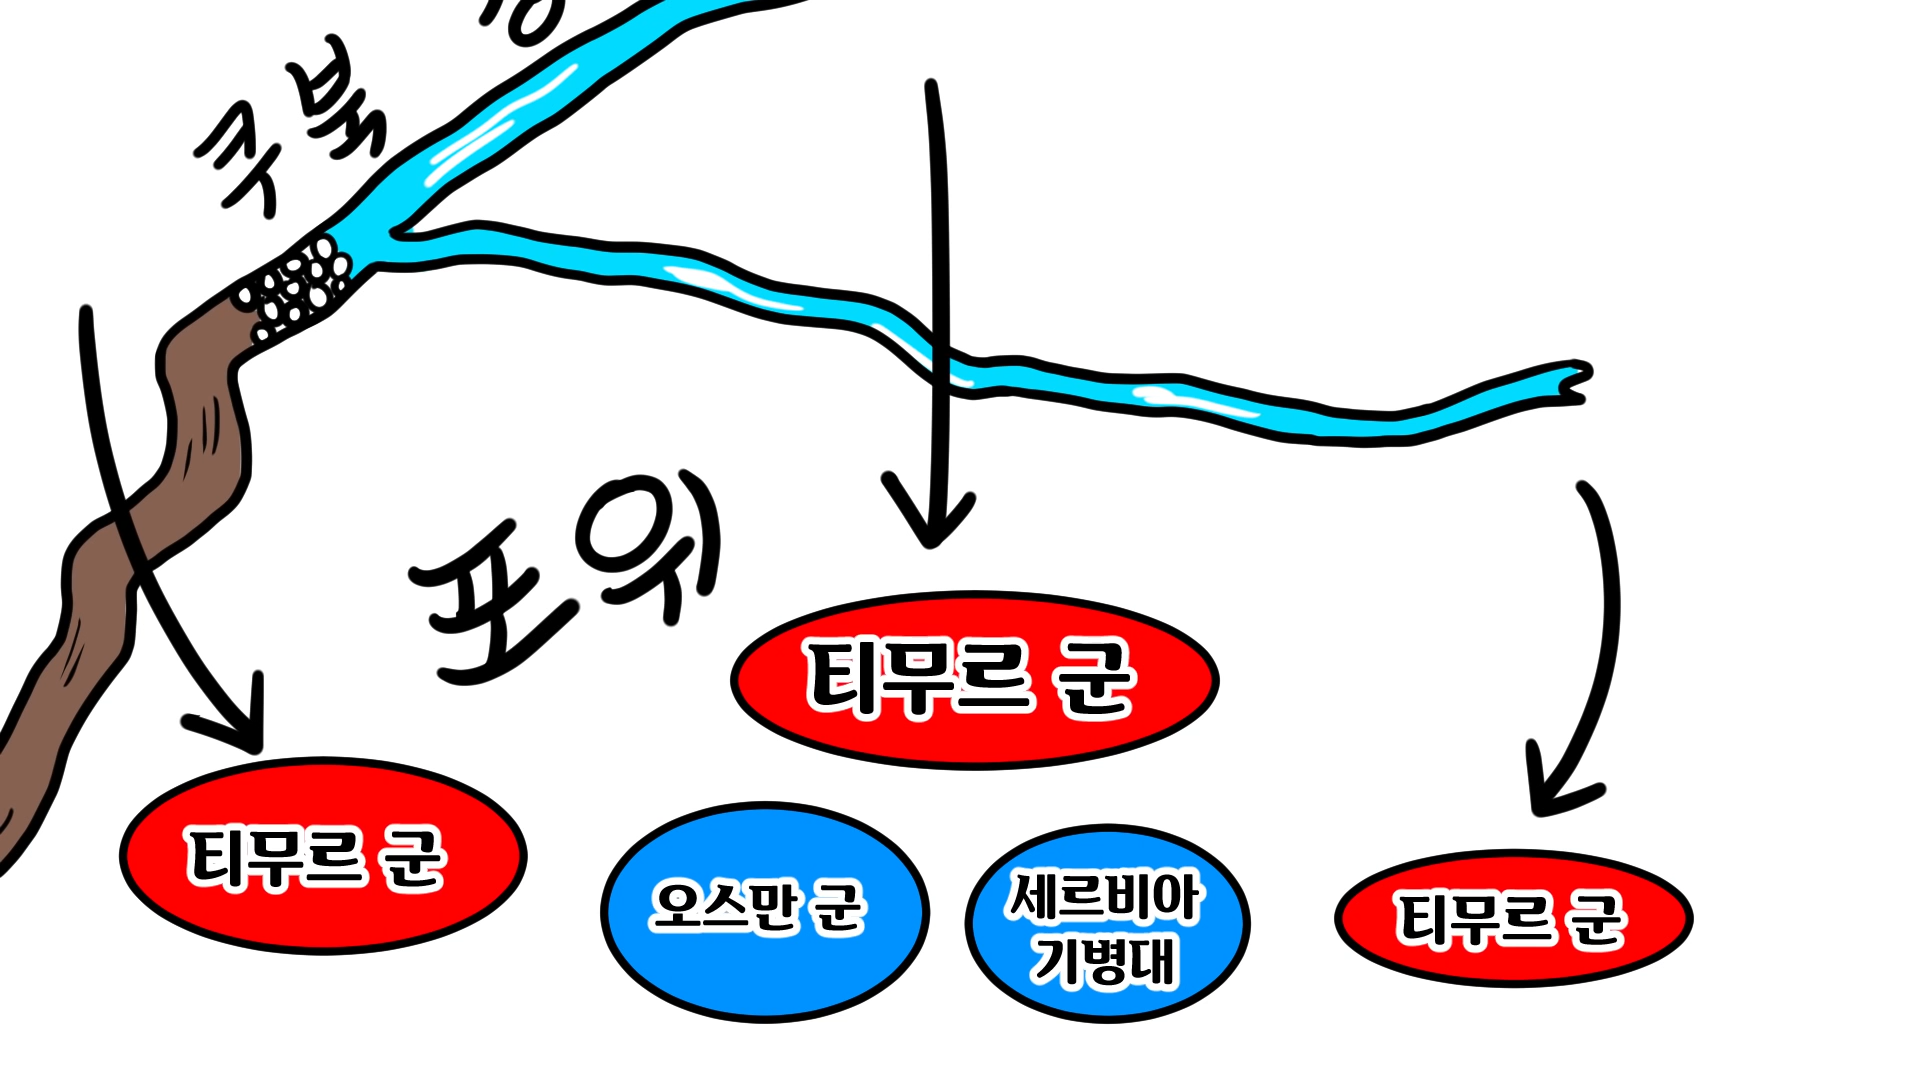 쿠북
포위
티무르 군
티무르 군
오스만 군
세르비아
기병대
티무르 군